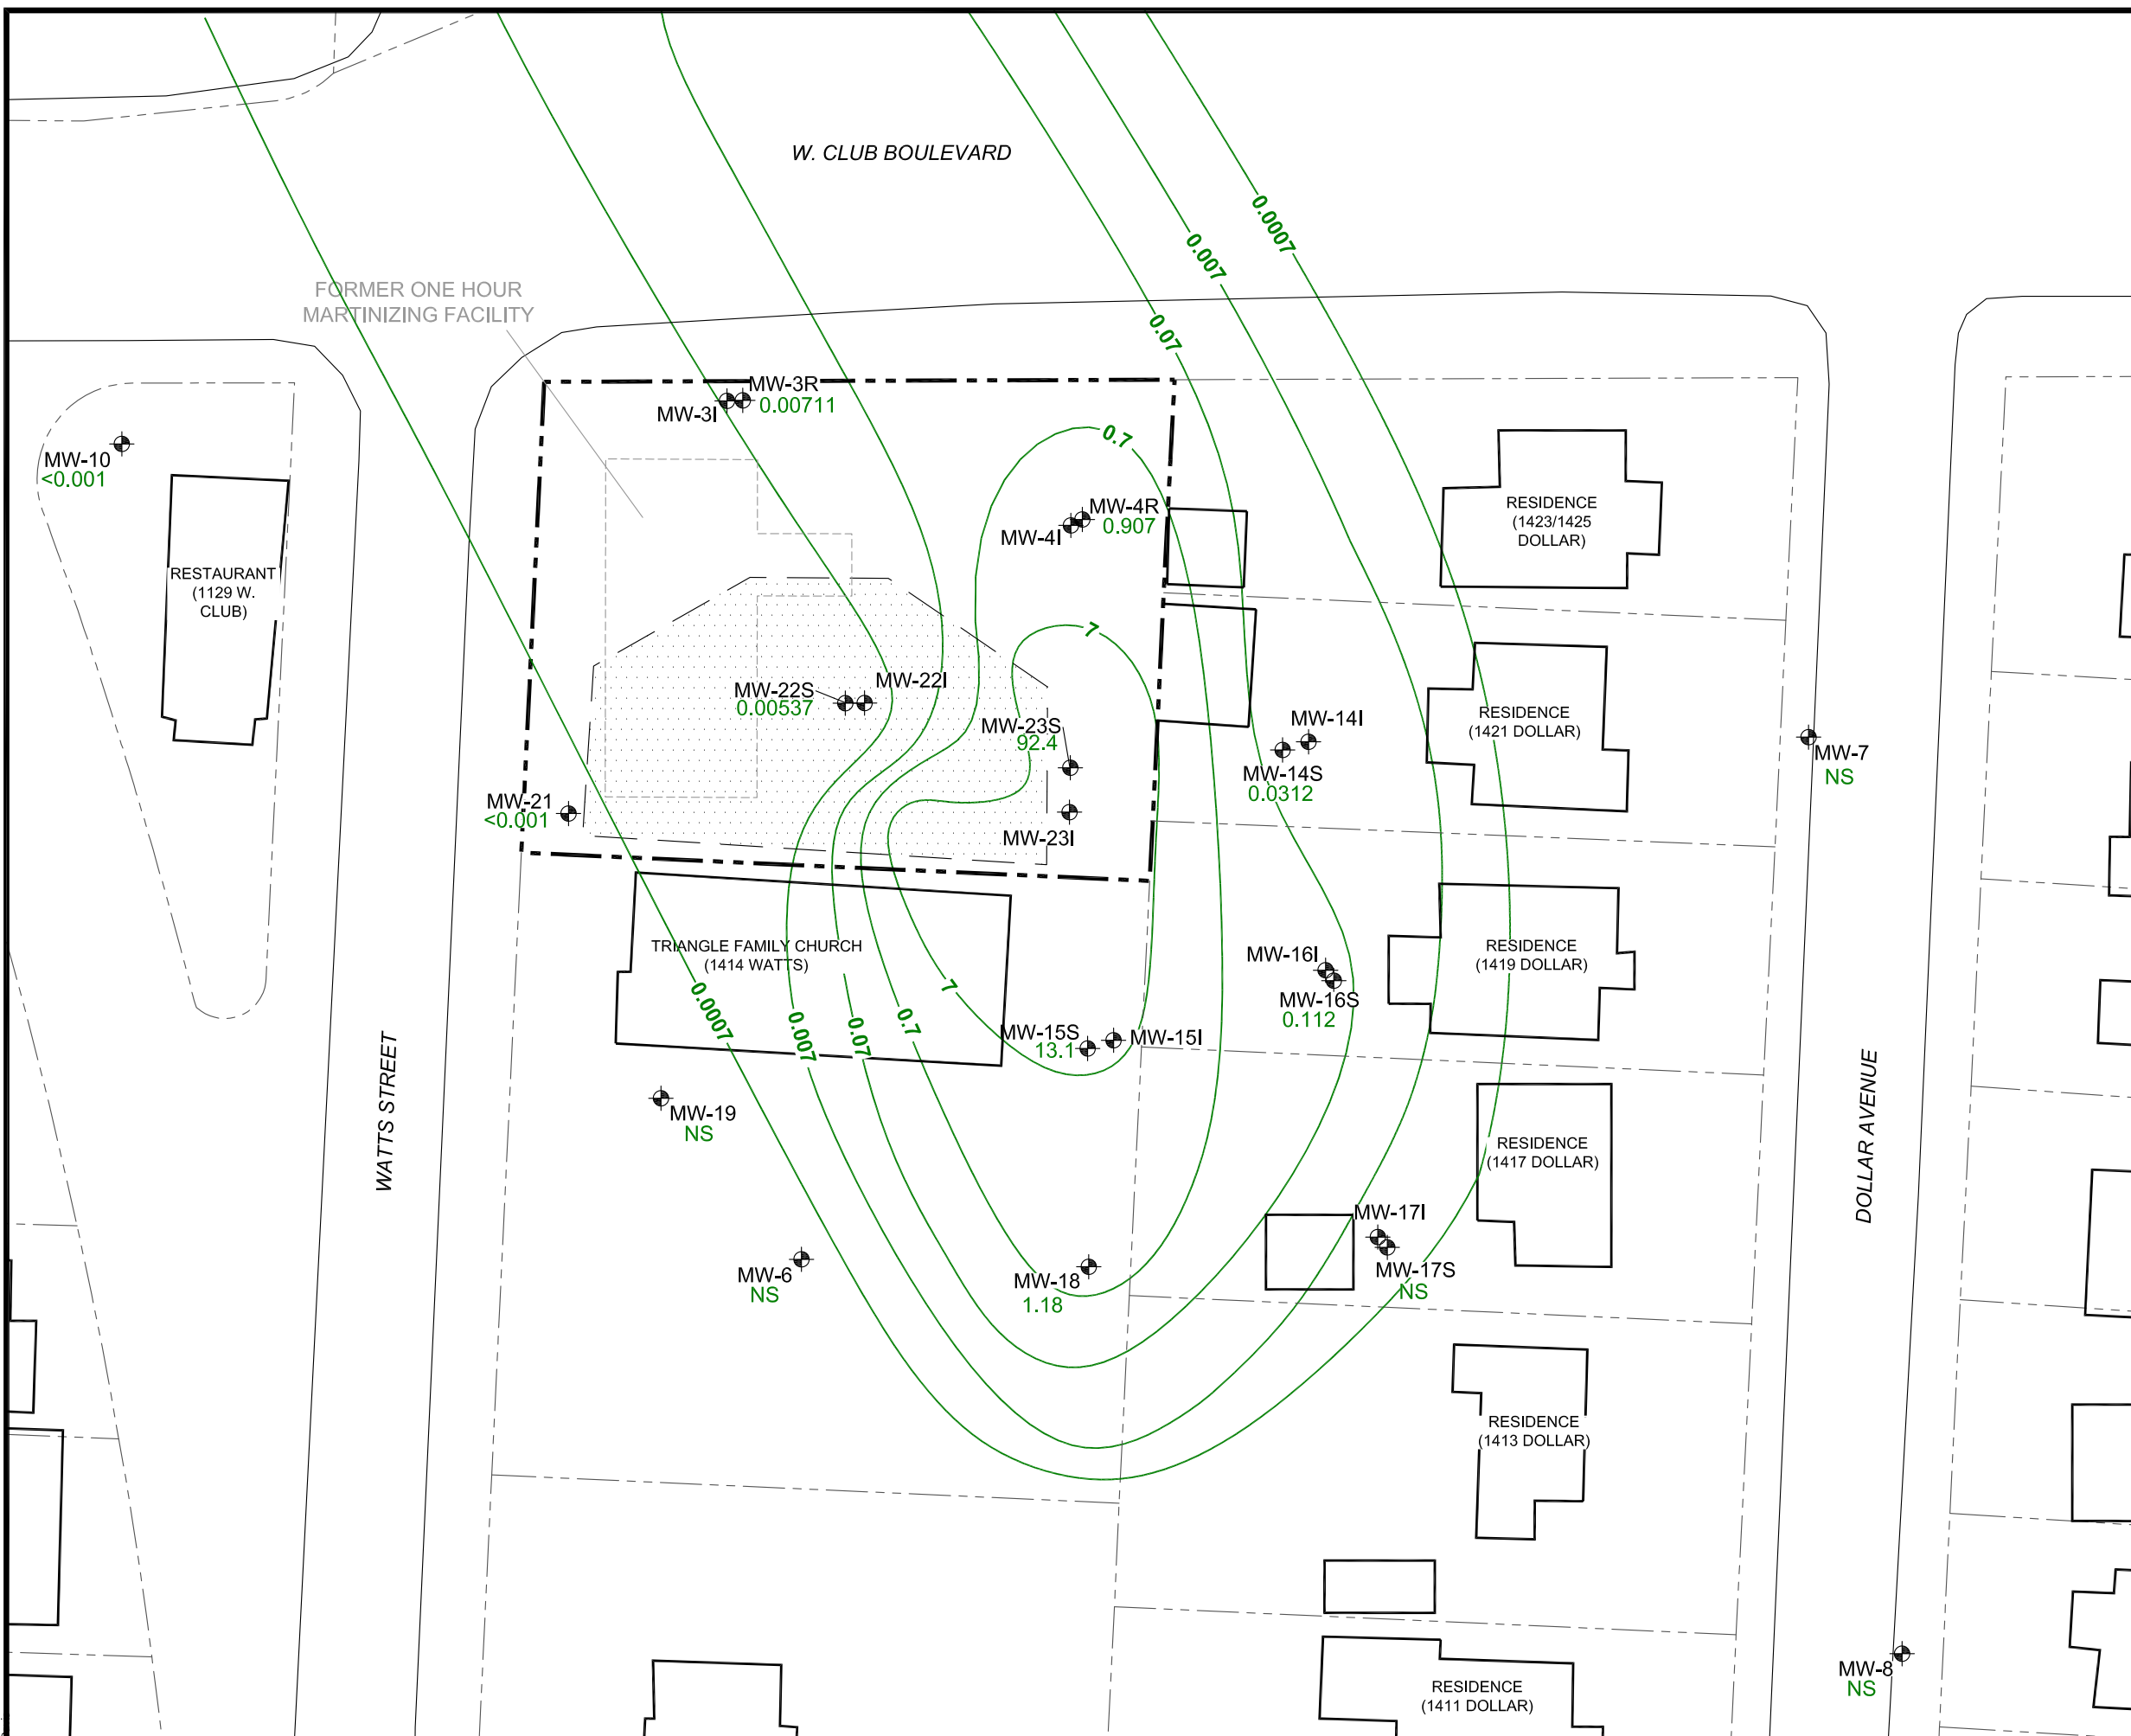 W. CLUB BOULEVARD
0.0007
0.007
0.07
FORMER ONE HOUR
MARTINIZING FACILITY
MW-3R
0.00711
MW-3I
MW-10
<0.001
0.7
MW-4R
0.907
MW-4I
RESIDENCE
(1423/1425
DOLLAR)
RESTAURANT
(1129 W.
CLUB)
7
MW-22S
0.00537
MW-22I
MW-23S
92.4
MW-14I
MW-14S
0.0312
RESIDENCE
(1421 DOLLAR)
MW-7
NS
MW-21
<0.001
MW-23I
TRIANGLE FAMILY CHURCH
(1414 WATTS)
MW-16I
MW-16S
0.112
RESIDENCE
(1419 DOLLAR)
0.0007
0.007
0.07
0.7
7
MW-15S
13.1
MW-15I
WATTS STREET
MW-19
NS
DOLLAR AVENUE
RESIDENCE
(1417 DOLLAR)
MW-6
NS
MW-18
1.18
MW-17I
MW-17S
NS
RESIDENCE
(1413 DOLLAR)
MW-8
NS
RESIDENCE
(1411 DOLLAR)